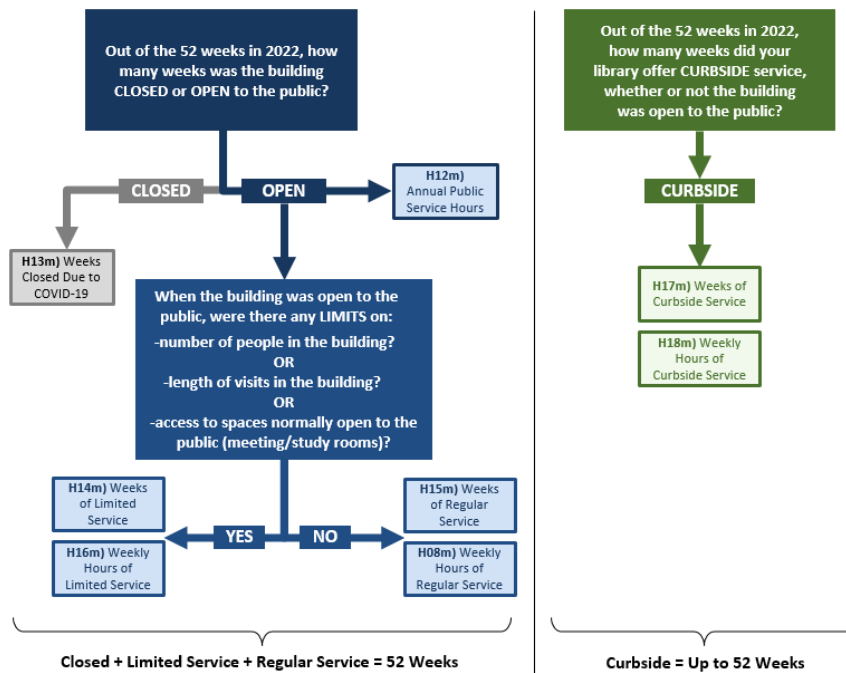 Out of the 52 weeks in 2022, how
many weeks was the building
CLOSED or OPEN to the public?
CLOSED
OPEN
H12m)
Annual Public
Service Hours
H13m) Weeks
Closed Due to
COVID-19
When the building was open to the
public, were there any LIMITS on:
-number of people in the building?
OR
-length of visits in the building?
OR
-access to spaces normally open to the
public (meeting/study rooms)?
H14m) Weeks
of Limited
Service
H16m) Weekly
Hours of
Limited Service
YES
NO
H15m) Weeks
of Regular
Service
H08m) Weekly
Hours of
Regular Service
Closed + Limited Service + Regular Service = 52 Weeks
Out of the 52 weeks in 2022,
how many weeks did your
library offer CURBSIDE service,
whether or not the building
was open to the public?
CURBSIDE
H17m) Weeks of
Curbside Service
H18m) Weekly
Hours of
Curbside Service
Curbside = Up to 52 Weeks